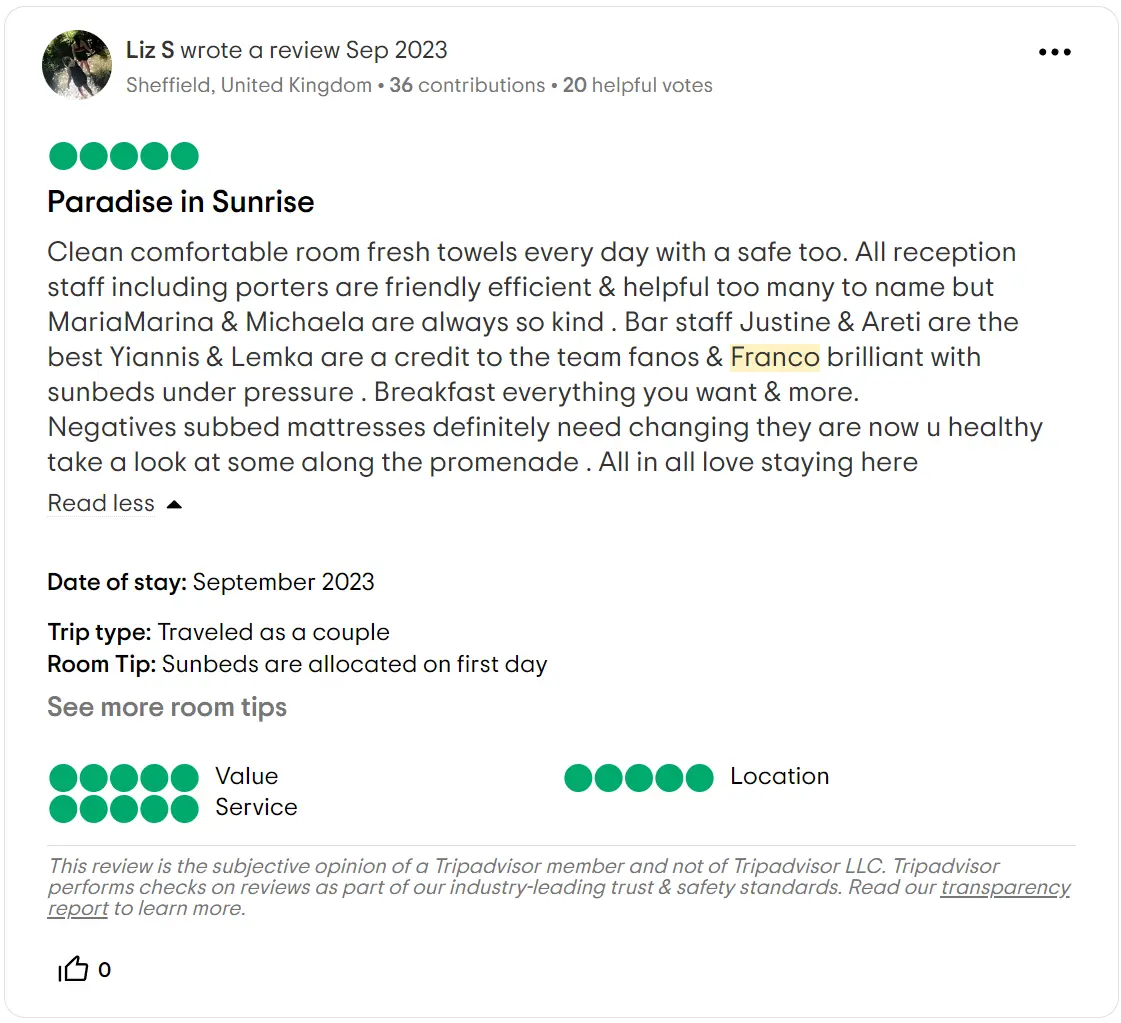 Liz S wrote a review Sep 2023
Sheffield, United Kingdom • 36 contributions • 20 helpful votes
Paradise in Sunrise
Clean comfortable room fresh towels every day with a safe too. All reception
staff including porters are friendly efficient & helpful too many to name but
MariaMarina & Michaela are always so kind . Bar staff Justine & Areti are the
best Yiannis & Lemka are a credit to the team fanos & Franco brilliant with
sunbeds under pressure . Breakfast everything you want & more.
Negatives subbed mattresses definitely need changing they are now u healthy
take a look at some along the promenade . All in all love staying here
Read less
Date of stay: September 2023
Trip type: Traveled as a couple
Room Tip: Sunbeds are allocated on first day
See more room tips
Value
Location
Service
This review is the subjective opinion of a Tripadvisor member and not of Tripadvisor LLC. Tripadvisor
performs checks on reviews as part of our industry-leading trust & safety standards. Read our transparency
report to learn more.
0